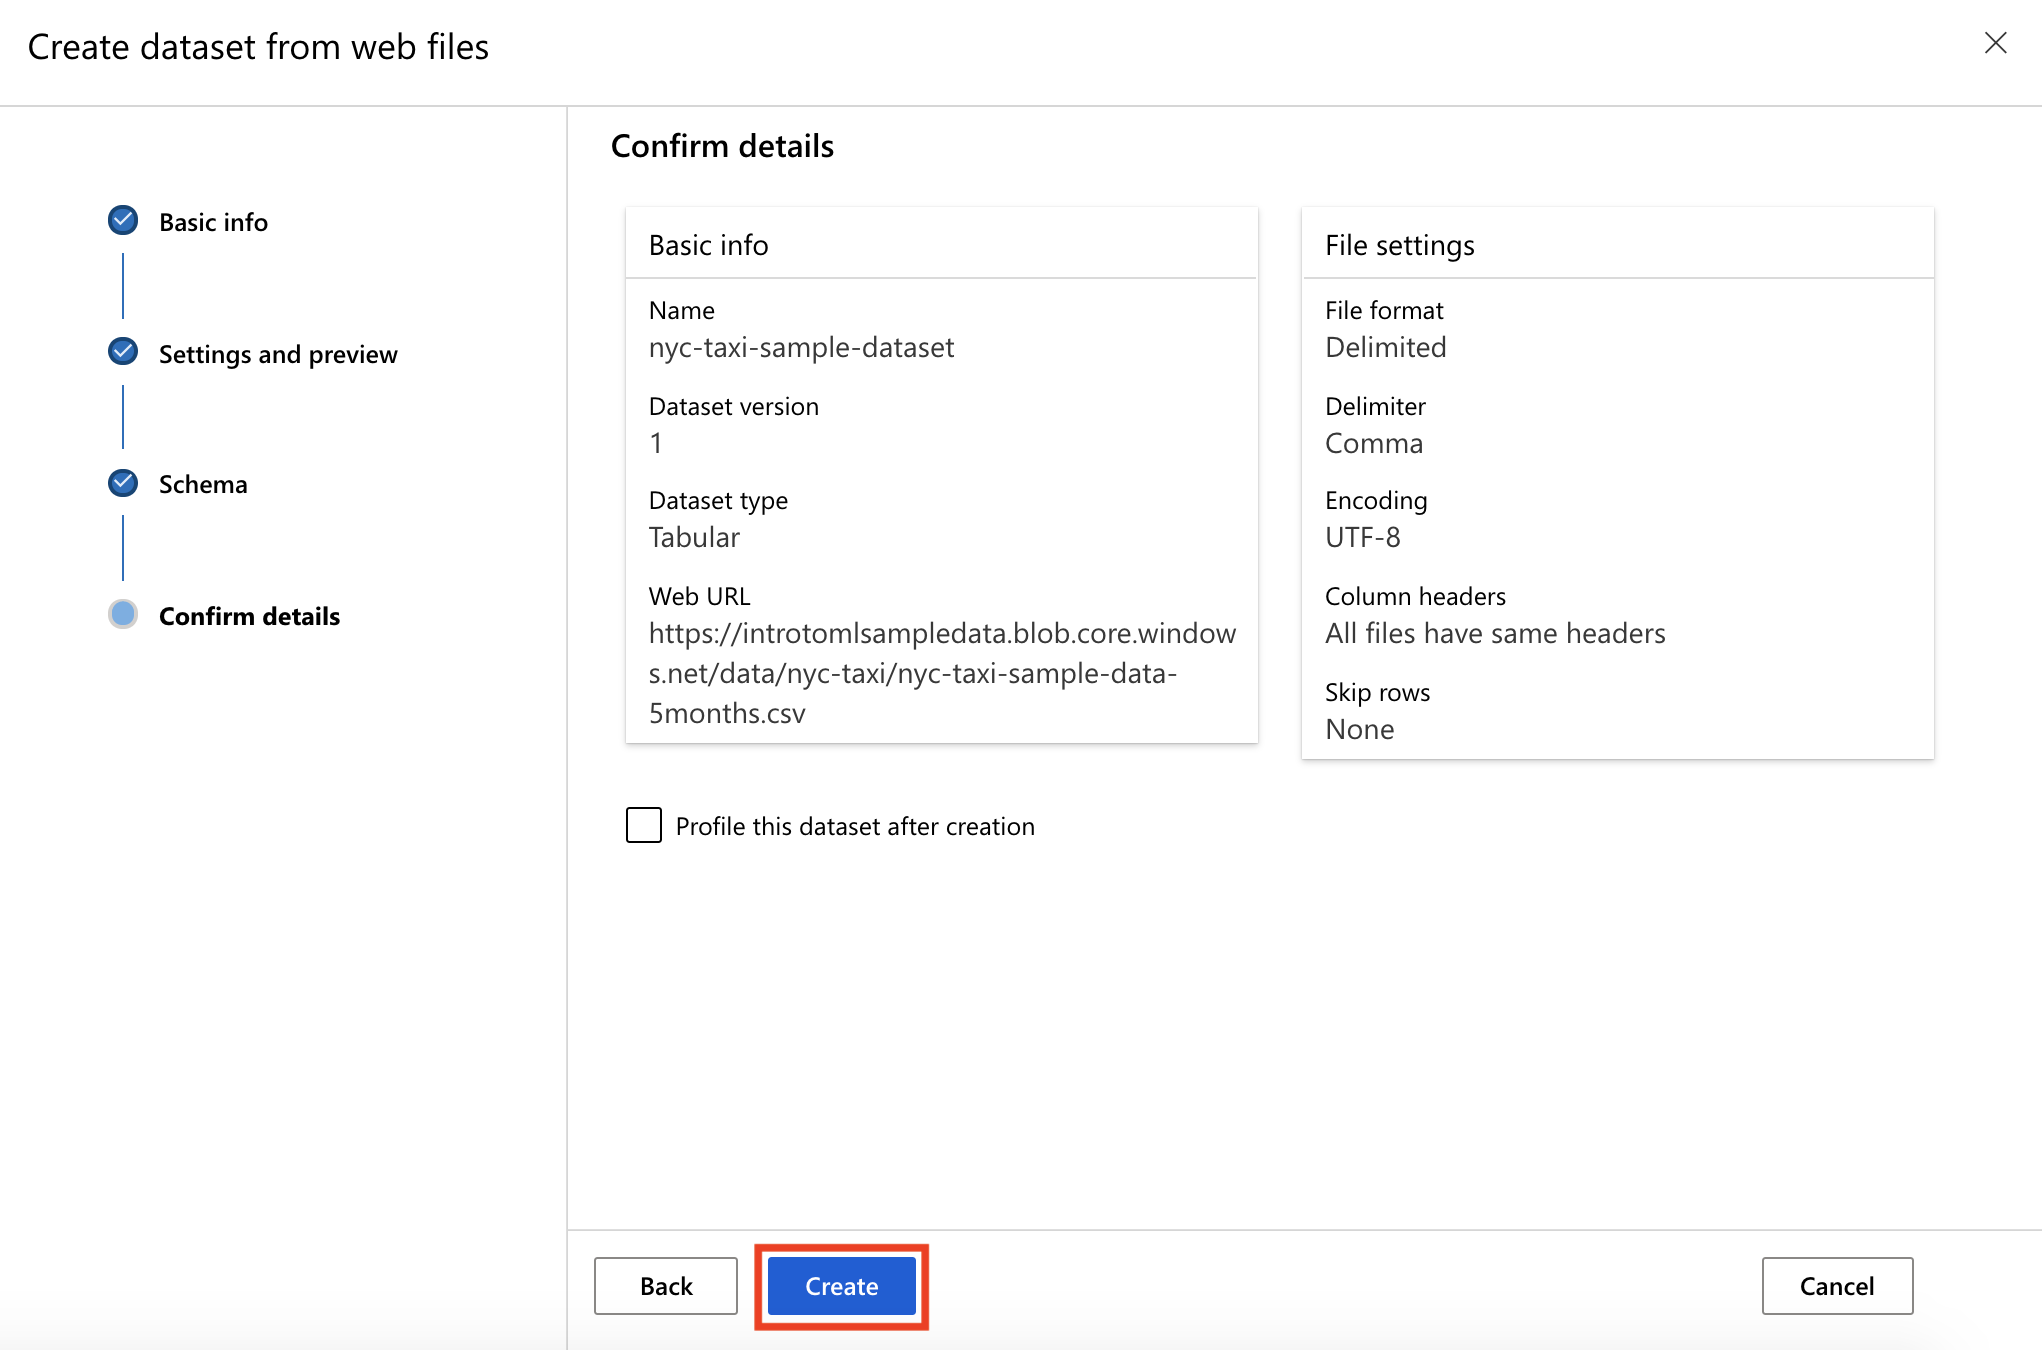 Create dataset from web files
Basic info
Settings and preview
Schema
Confirm details
Confirm details
Basic info
Name
nyc-taxi-sample-dataset
Dataset version
1
Dataset type
Tabular
Web URL
https://introtomlsampledata.blob.core.window
s.net/data/nyc-taxi/nyc-taxi-sample-data-
5months.csv
File settings
File format
Delimited
Delimiter
Comma
Encoding
UTF-8
Column headers
All files have same headers
Skip rows
None
Profile this dataset after creation
Back
Create
Cancel